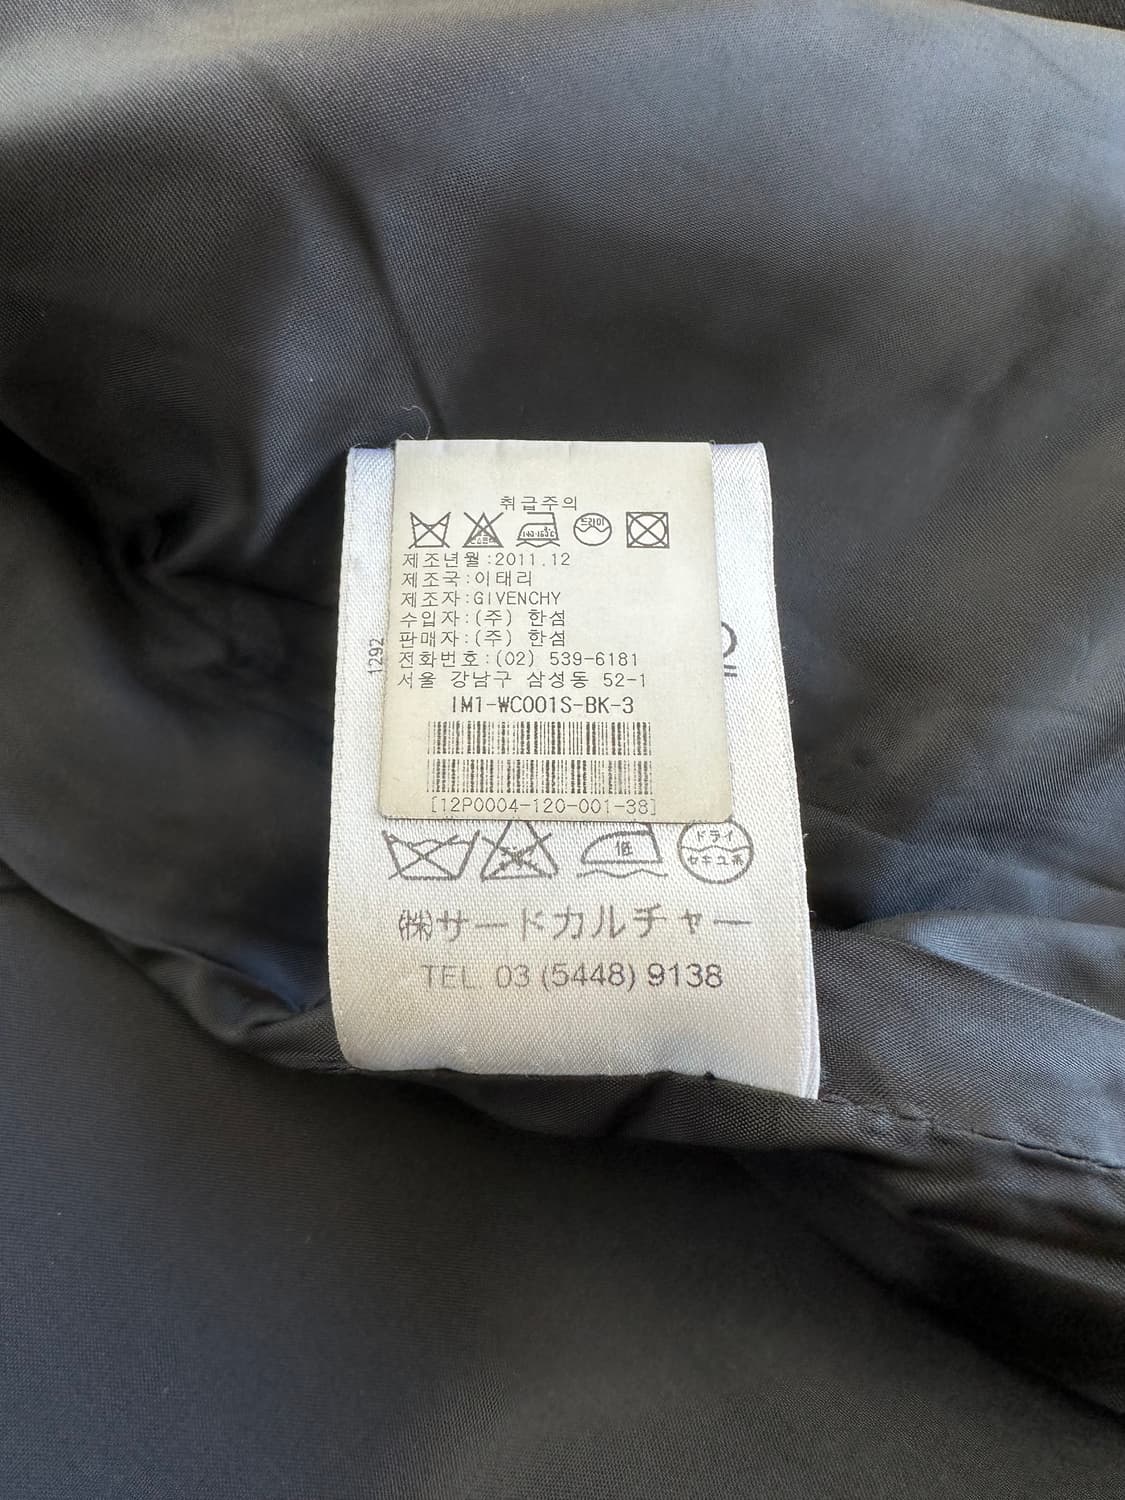 취급주의
드라이
제조년월:2011.12
제조국:이태리
제조자:GIVENCHY
수입자:(주) 한섬
판매자:(주) 한섬
전화번호:(02) 539-6181
서울 강남구 삼성동 52-1
IM1-WC001S-BK-3
[12P0004-120-001-38]
1292
低
ドライ
セキユ系
㈱サードカルチャー
TEL 03 (5448) 9138